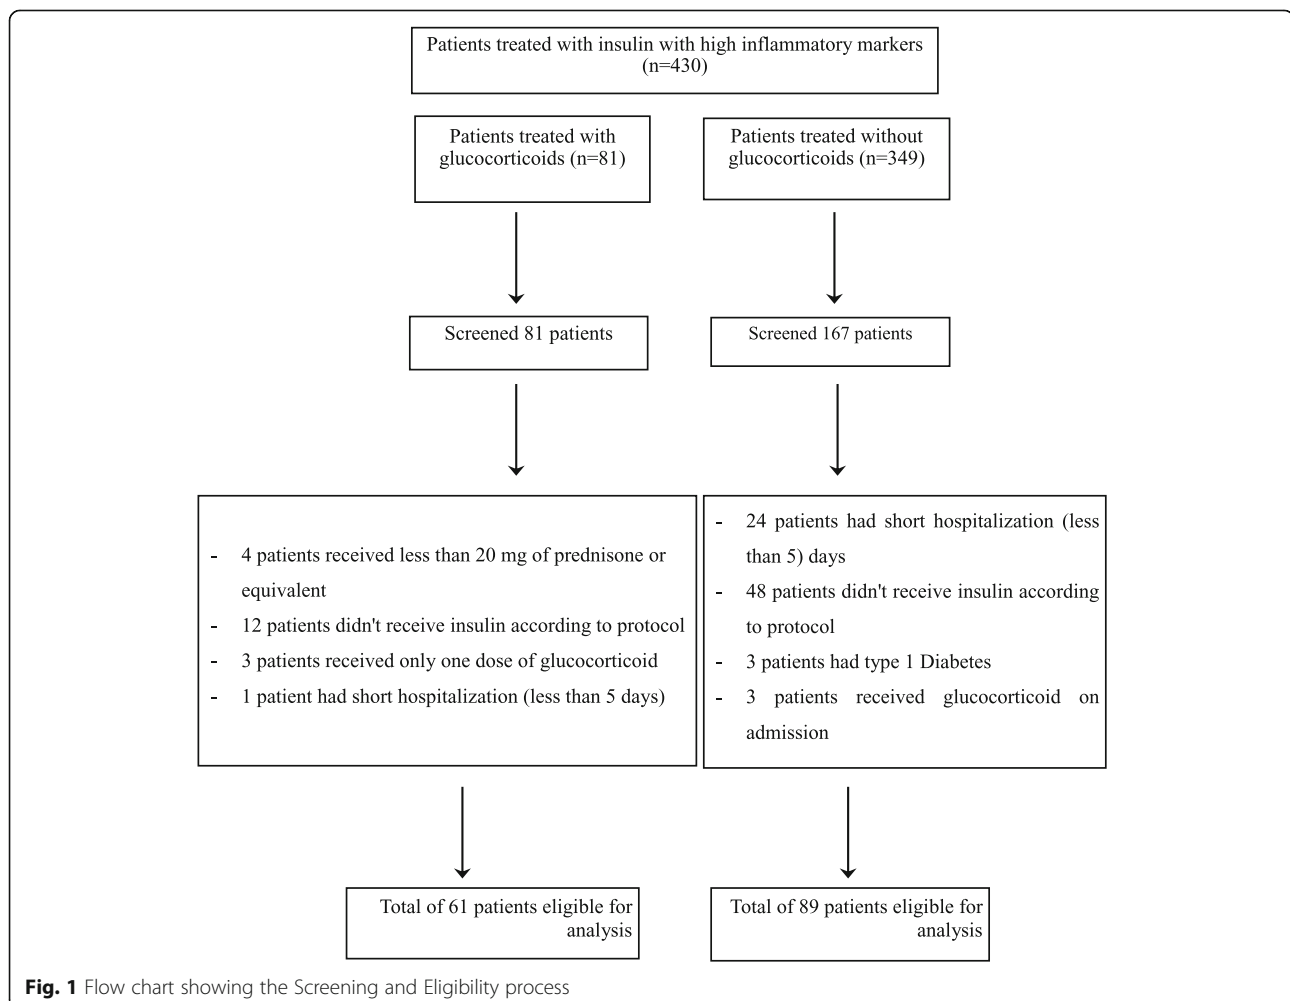 Patients treated with insulin with high inflammatory markers
(n=430)
Patients treated with
glucocorticoids (n=81)
Patients treated without
glucocorticoids (n=349)
Screened 81 patients
Screened 167 patients
- 4 patients received less than 20 mg of prednisone or
equivalent
- 12 patients didn't receive insulin according to protocol
- 3 patients received only one dose of glucocorticoid
- 1 patient had short hospitalization (less than 5 days)
- 24 patients had short hospitalization (less
than 5) days
- 48 patients didn't receive insulin according
to protocol
- 3 patients had type 1 Diabetes
- 3 patients received glucocorticoid on
admission
Total of 61 patients eligible for
analysis
Total of 89 patients eligible for
analysis
Fig. 1 Flow chart showing the Screening and Eligibility process